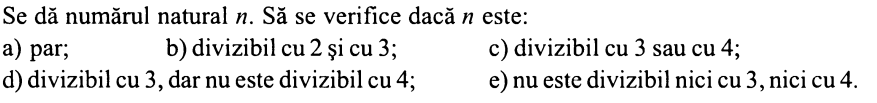 Se dă numărul natural n. Să se verifice dacă n este:
a) par; b) divizibil cu 2 şi cu 3; c) divizibil cu 3 sau cu 4;
d) divizibil cu 3, dar nu este divizibil cu 4; e) nu este divizibil nici cu 3, nici cu 4.